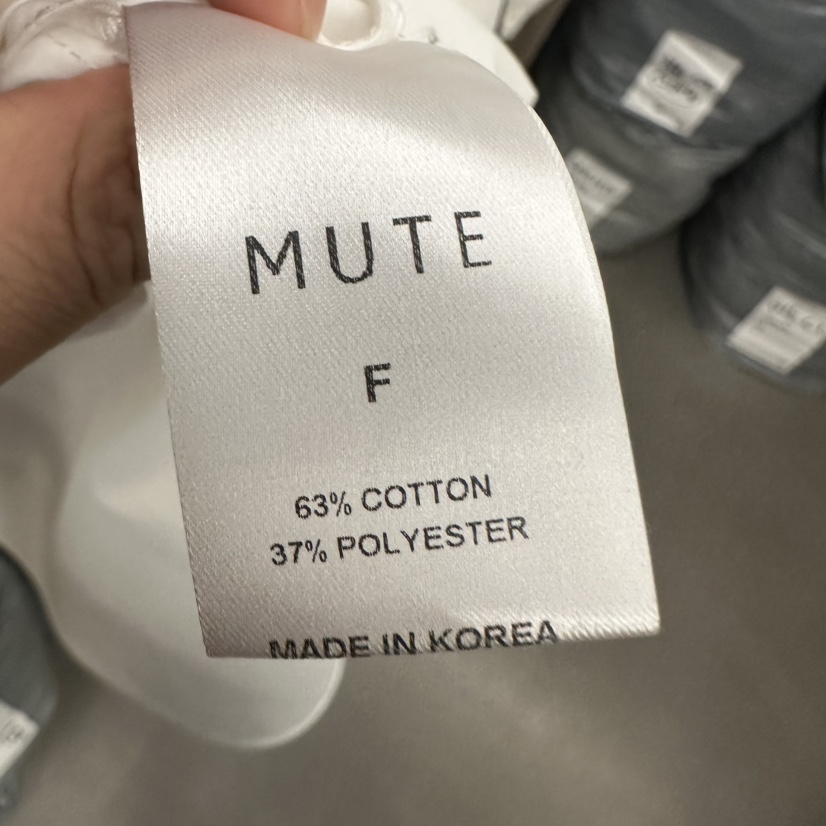 MUTE
F
63% COTTON
37% POLYESTER
MADE IN KOREA